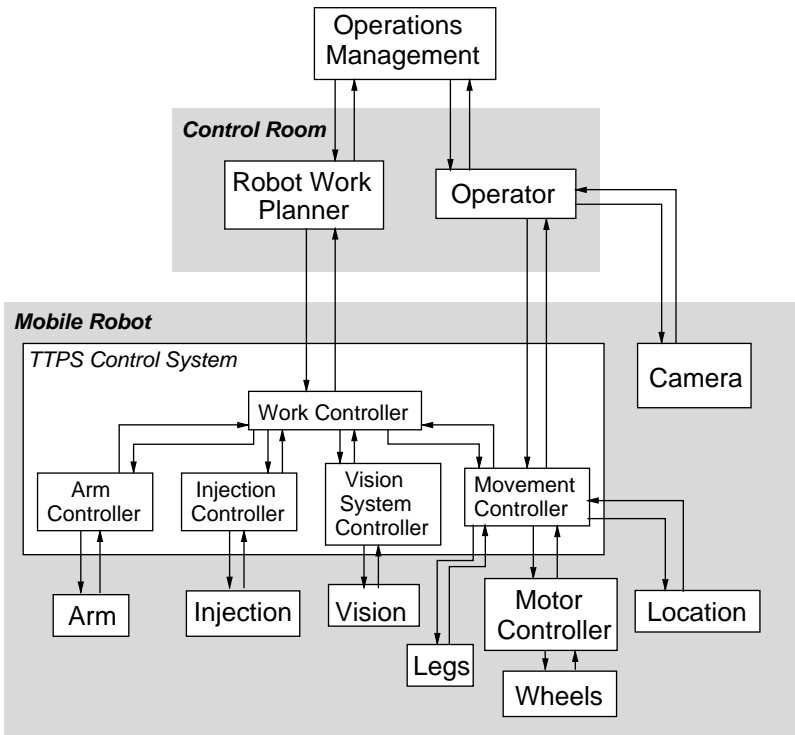 Operations
Management
Control Room
Robot Work
Planner
Operator
Mobile Robot
TTPS Control System
Camera
Work Controller
Arm
Controller
Injection
Controller
Vision
System
Controller
Movement
Controller
Arm
Injection
Vision
Legs
Motor
Controller
Location
Wheels